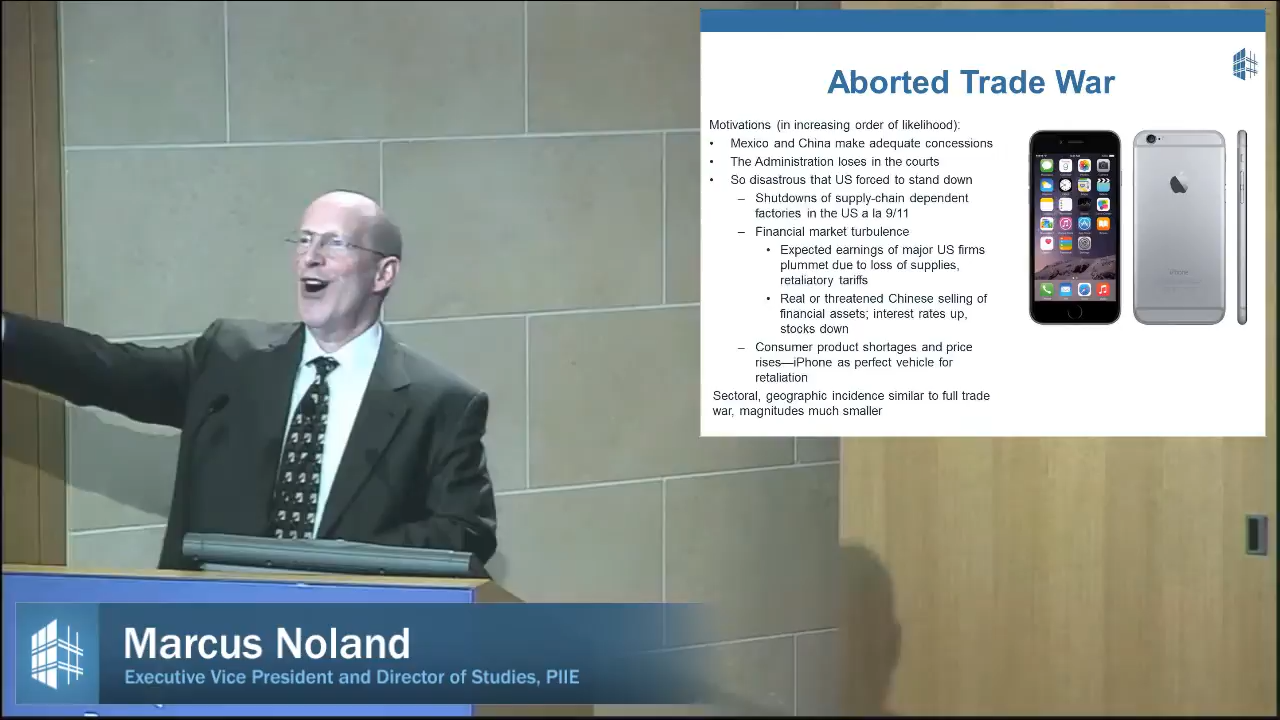 Aborted Trade War
Motivations (in increasing order of likelihood):
• Mexico and China make adequate concessions
• The Administration loses in the courts
• So disastrous that US forced to stand down
– Shutdowns of supply-chain dependent
factories in the US a la 9/11
– Financial market turbulence
• Expected earnings of major US firms
plummet due to loss of supplies,
retaliatory tariffs
• Real or threatened Chinese selling of
financial assets; interest rates up,
stocks down
– Consumer product shortages and price
rises—iPhone as perfect vehicle for
retaliation
Sectoral, geographic incidence similar to full trade
war, magnitudes much smaller
iPhone
Marcus Noland
Executive Vice President and Director of Studies, PIIE